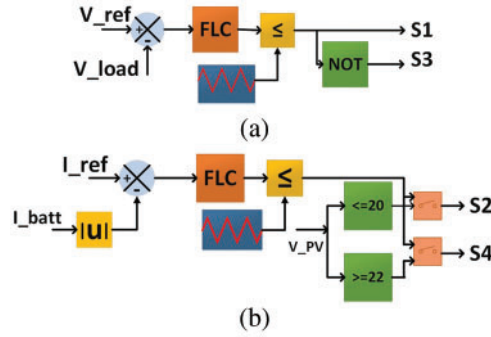 V_ref
+
-
FLC
≤
S1
V_load
NOT
S3
(a)
I_ref
+
-
FLC
≤
<=20
S2
I_batt
|u|
V_PV
>=22
S4
(b)